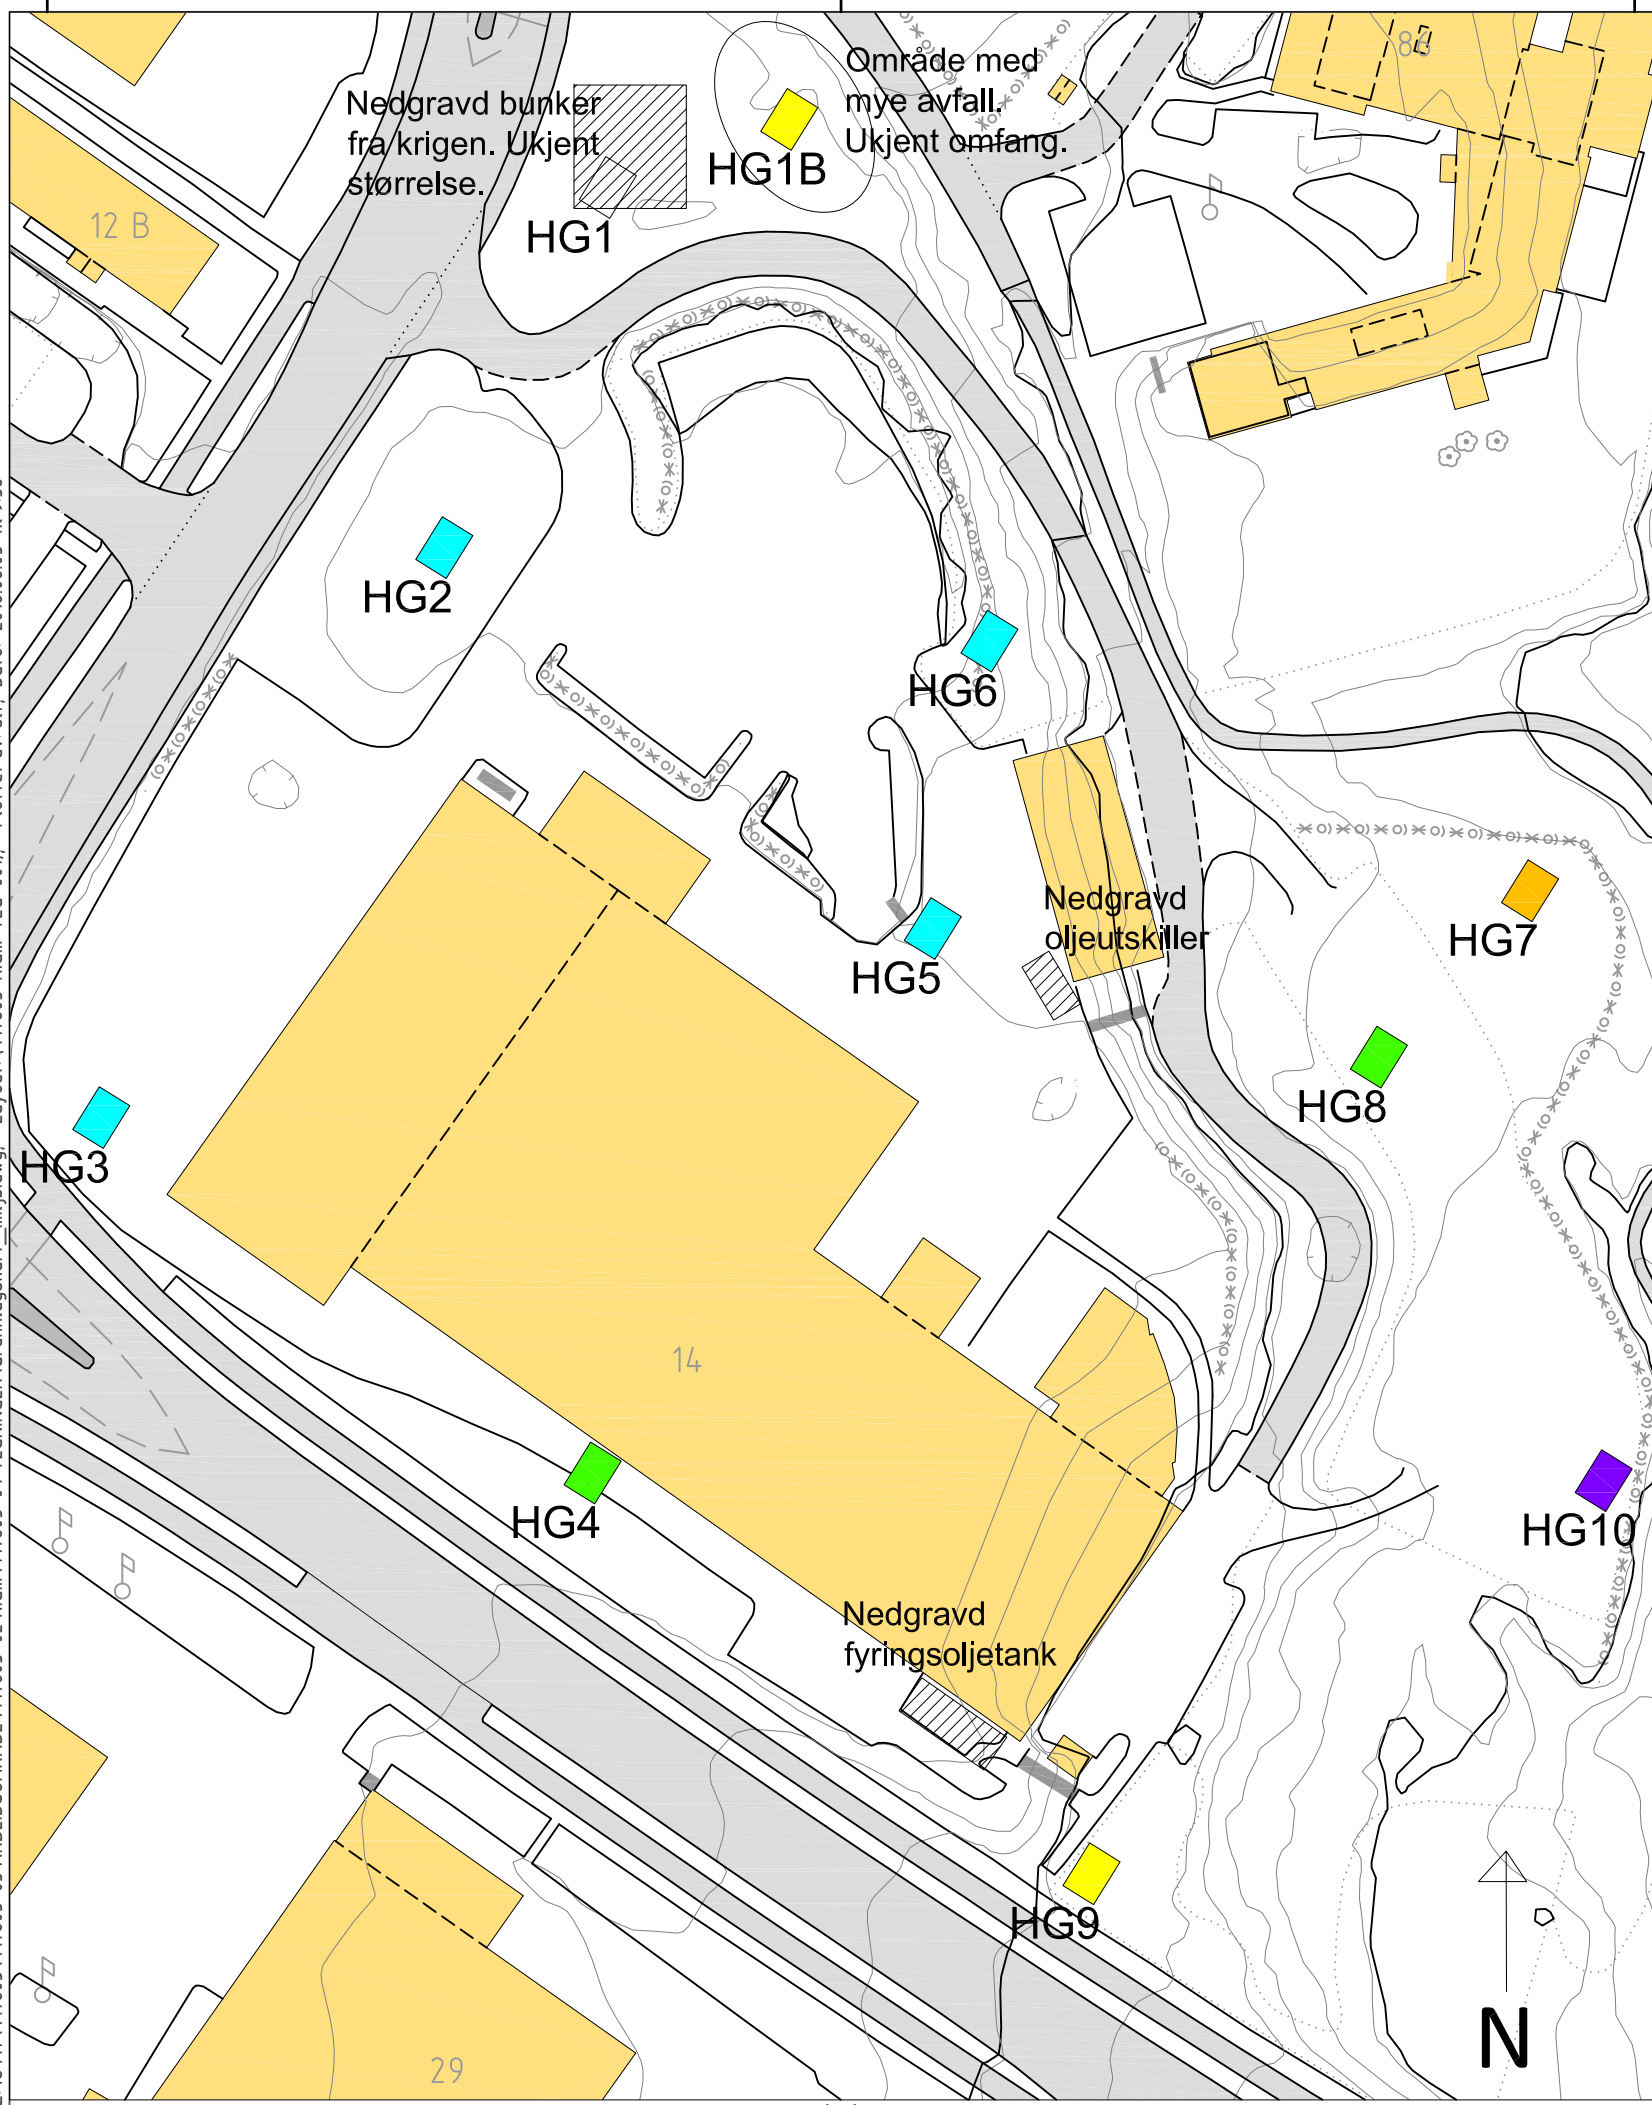 86
Område med
mye avfall.
Ukjent omfang.
Nedgravd bunker
fra krigen. Ukjent
størrelse.
HG1B
12 B
HG1
HG2
HG6
Nedgravd
oljeutskiller
HG7
HG5
HG8
HG3
14
HG4
HG10
Nedgravd
fyringsoljetank
HG9
N
29